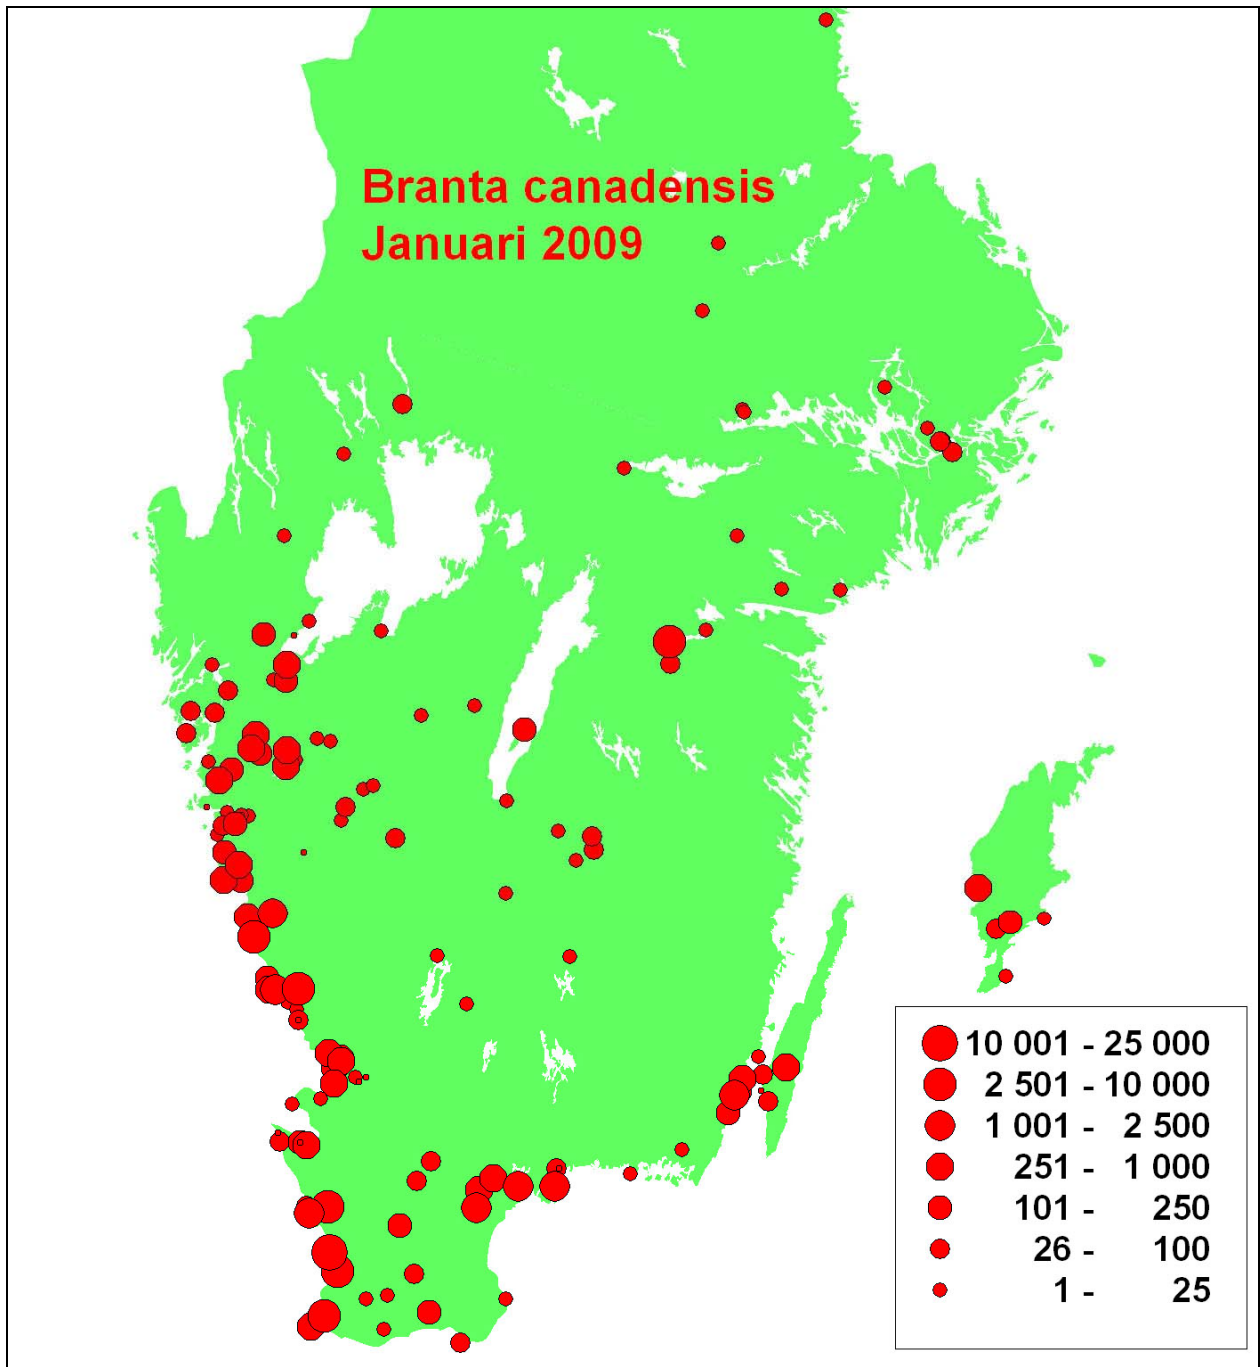 Branta canadensis
Januari 2009
10 001 - 25 000
2 501 - 10 000
1 001 - 2 500
251 - 1 000
101 - 250
26 - 100
1 - 25